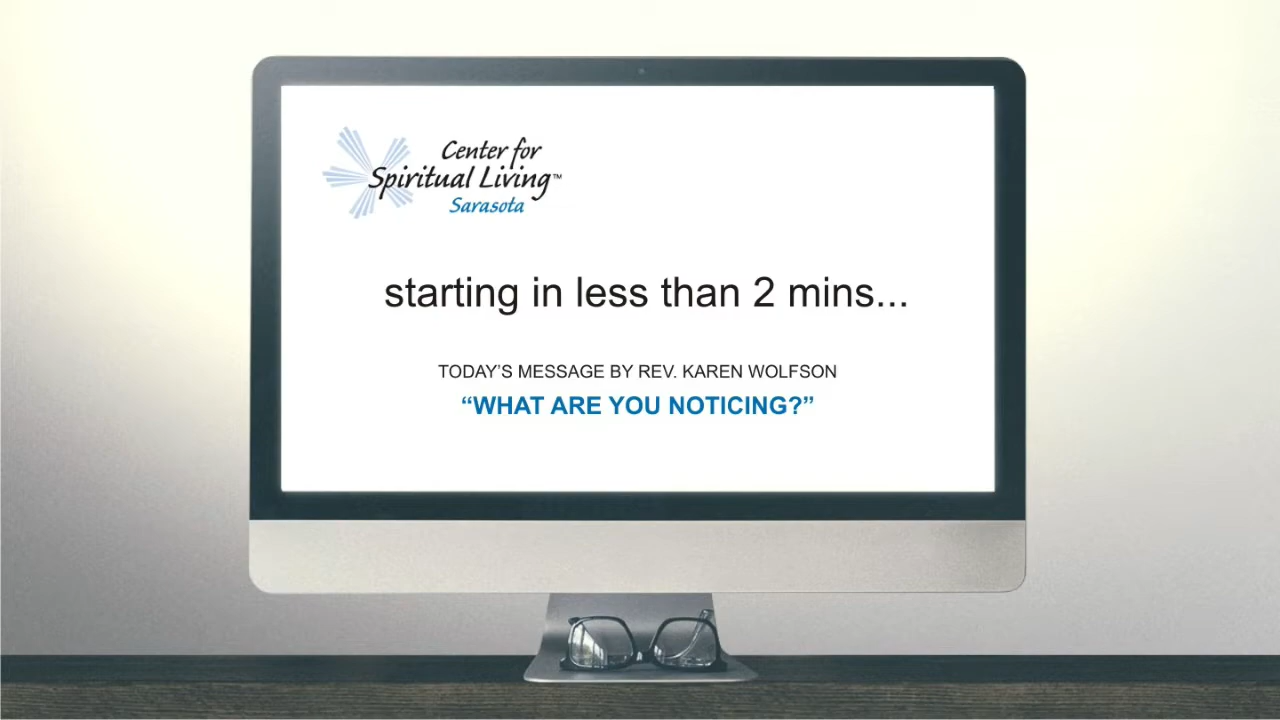 Center for
Spiritual Living™
Sarasota
starting in less than 2 mins...
TODAY’S MESSAGE BY REV. KAREN WOLFSON
“WHAT ARE YOU NOTICING?”